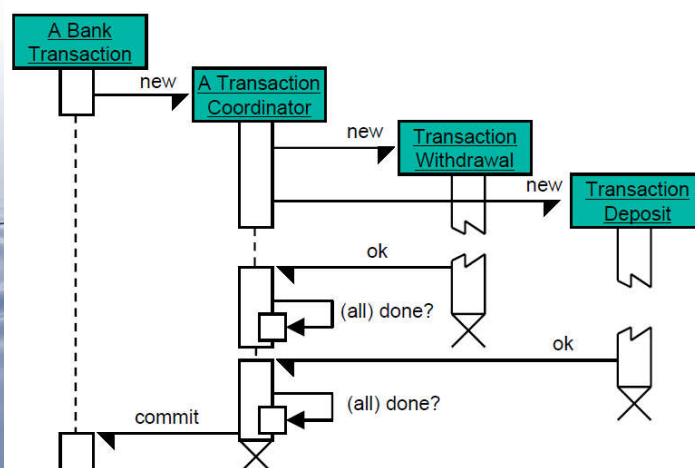 A Bank
Transaction
new
A Transaction
Coordinator
new
Transaction
Withdrawal
new
Transaction
Deposit
ok
(all) done?
ok
(all) done?
commit